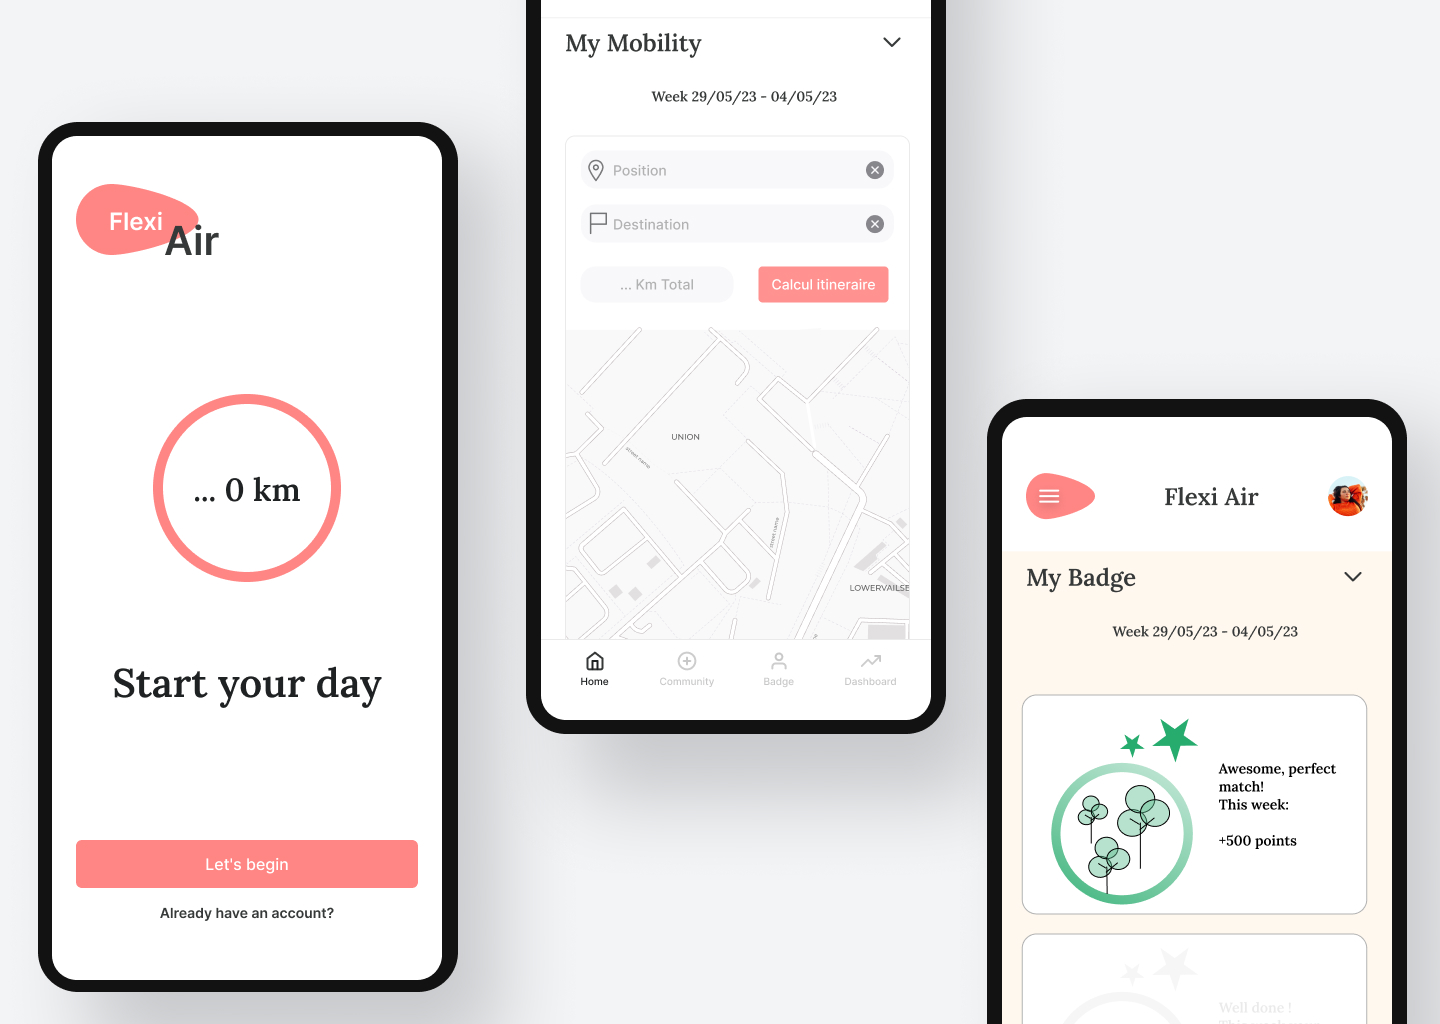 Flexi
Air
... 0 km
Start your day
Let's begin
Already have an account?
My Mobility
Week 29/05/23 - 04/05/23
Position
Destination
... Km Total
Calcul itineraire
UNION
street name
street name
LOWERVAILSE
Home
Community
Badge
Dashboard
Flexi Air
My Badge
Week 29/05/23 - 04/05/23
Awesome, perfect
match!
This week:
+500 points
Well done !